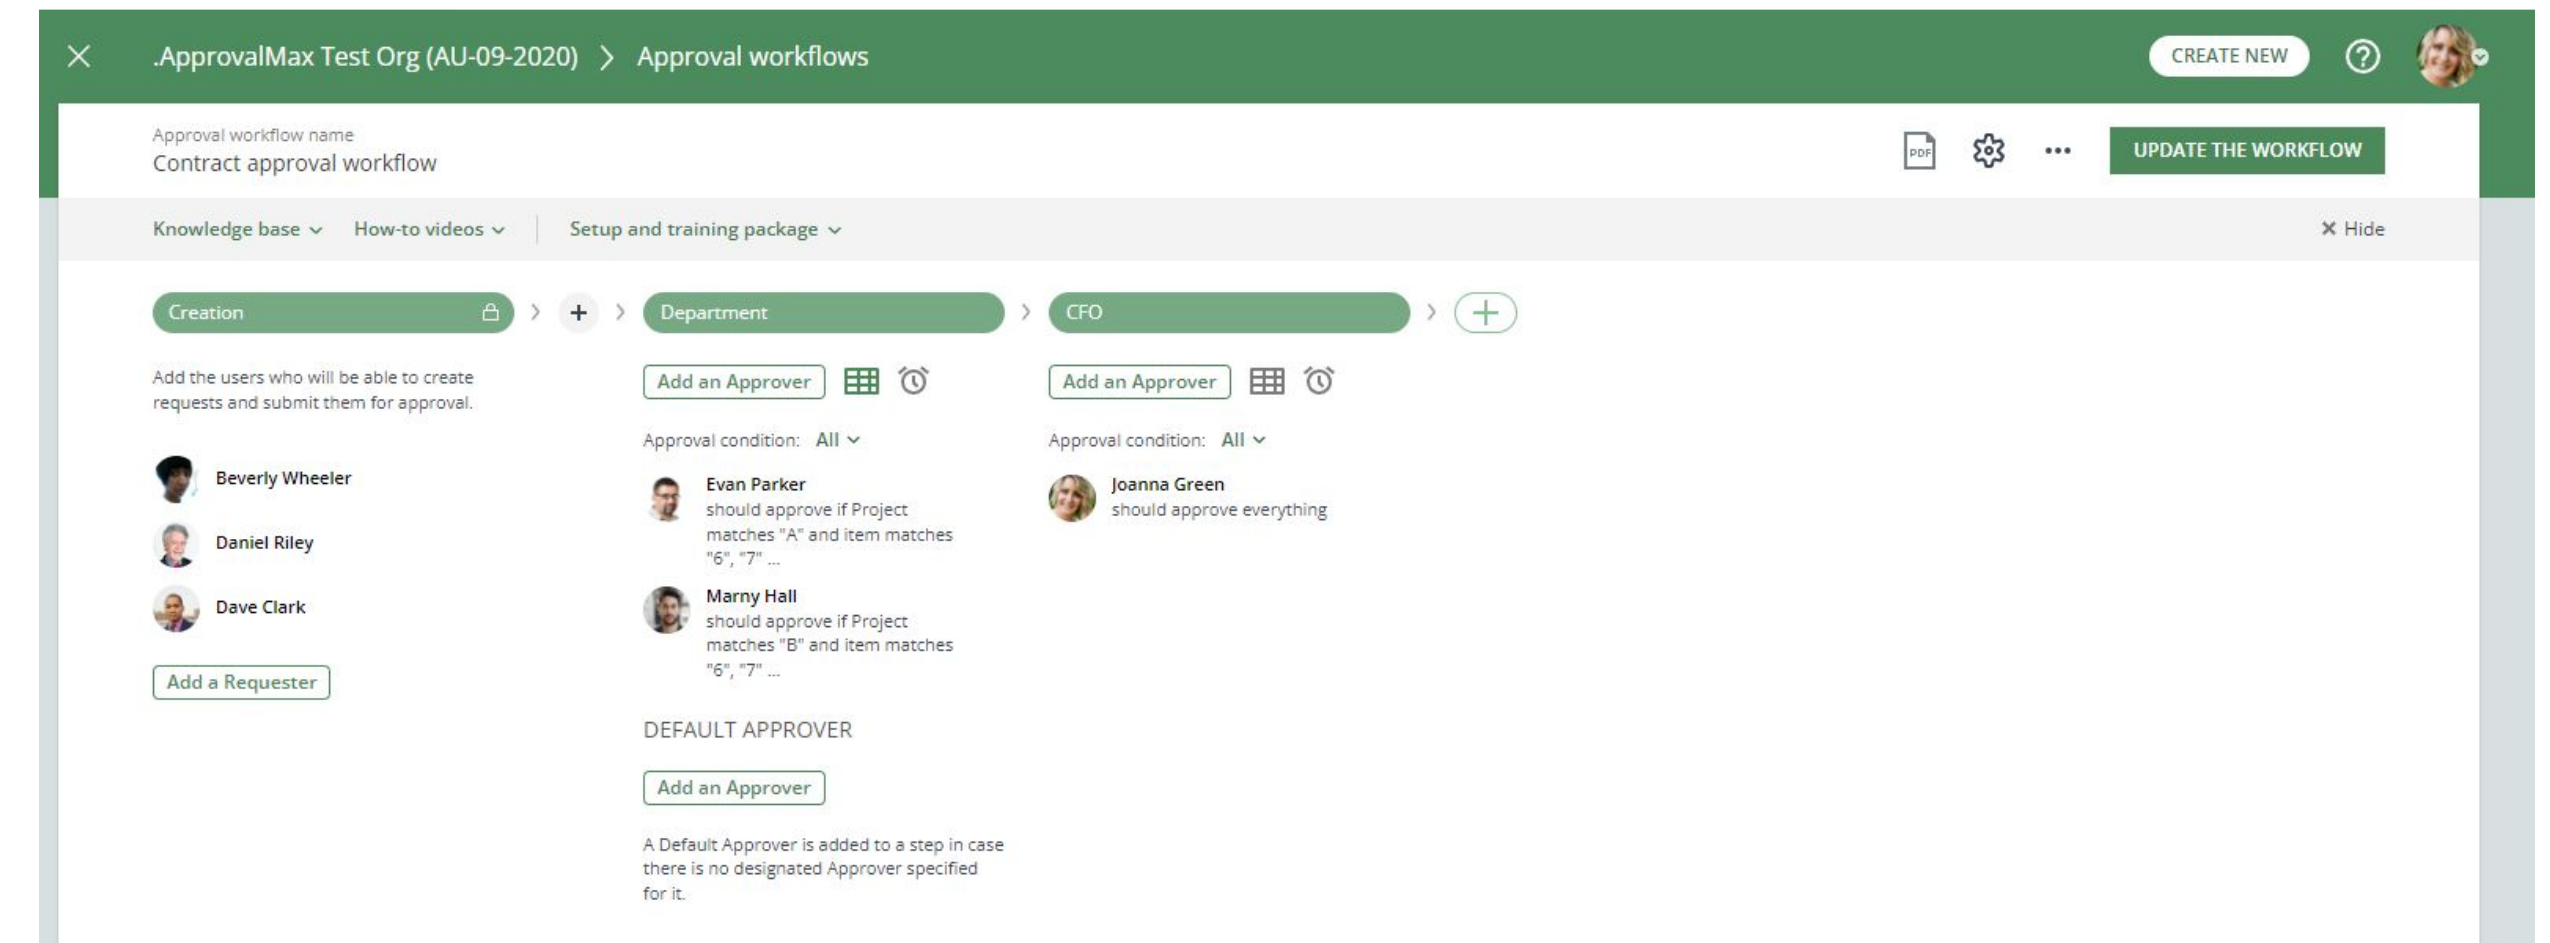 .ApprovalMax Test Org (AU-09-2020) > Approval workflows
CREATE NEW
Approval workflow name
Contract approval workflow
PDF
UPDATE THE WORKFLOW
Knowledge base
How-to videos
Setup and training package
Hide
Creation
Department
CFO
Add the users who will be able to create
requests and submit them for approval.
Beverly Wheeler
Daniel Riley
Dave Clark
Add a Requester
Add an Approver
Approval condition: All
Evan Parker
should approve if Project
matches "A" and item matches
"6", "7" ...
Marny Hall
should approve if Project
matches "B" and item matches
"6", "7" ...
DEFAULT APPROVER
Add an Approver
A Default Approver is added to a step in case
there is no designated Approver specified
for it.
Add an Approver
Approval condition: All
Joanna Green
should approve everything